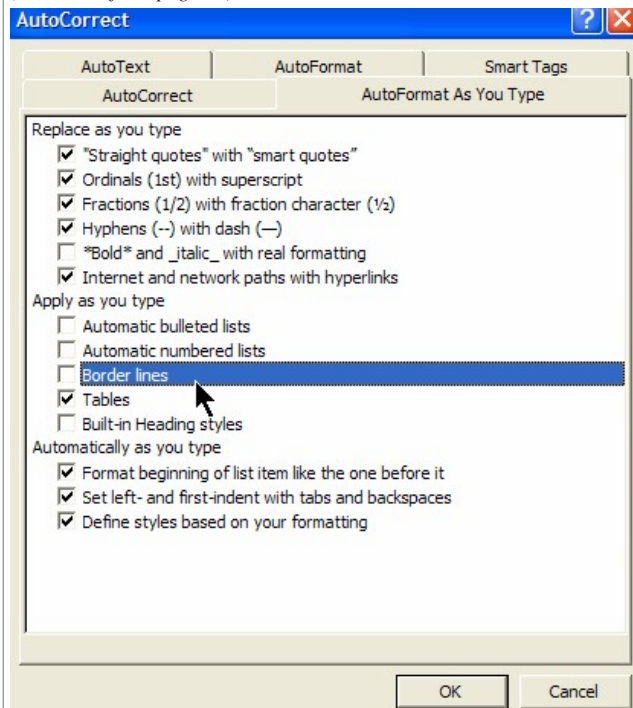 AutoCorrect
AutoText AutoFormat Smart Tags
AutoCorrect AutoFormat As You Type
Replace as you type
"Straight quotes" with “smart quotes”
Ordinals (1st) with superscript
Fractions (1/2) with fraction character (½)
Hyphens (--) with dash (—)
*Bold* and _italic_ with real formatting
Internet and network paths with hyperlinks
Apply as you type
Automatic bulleted lists
Automatic numbered lists
Border lines
Tables
Built-in Heading styles
Automatically as you type
Format beginning of list item like the one before it
Set left- and first-indent with tabs and backspaces
Define styles based on your formatting
OK Cancel